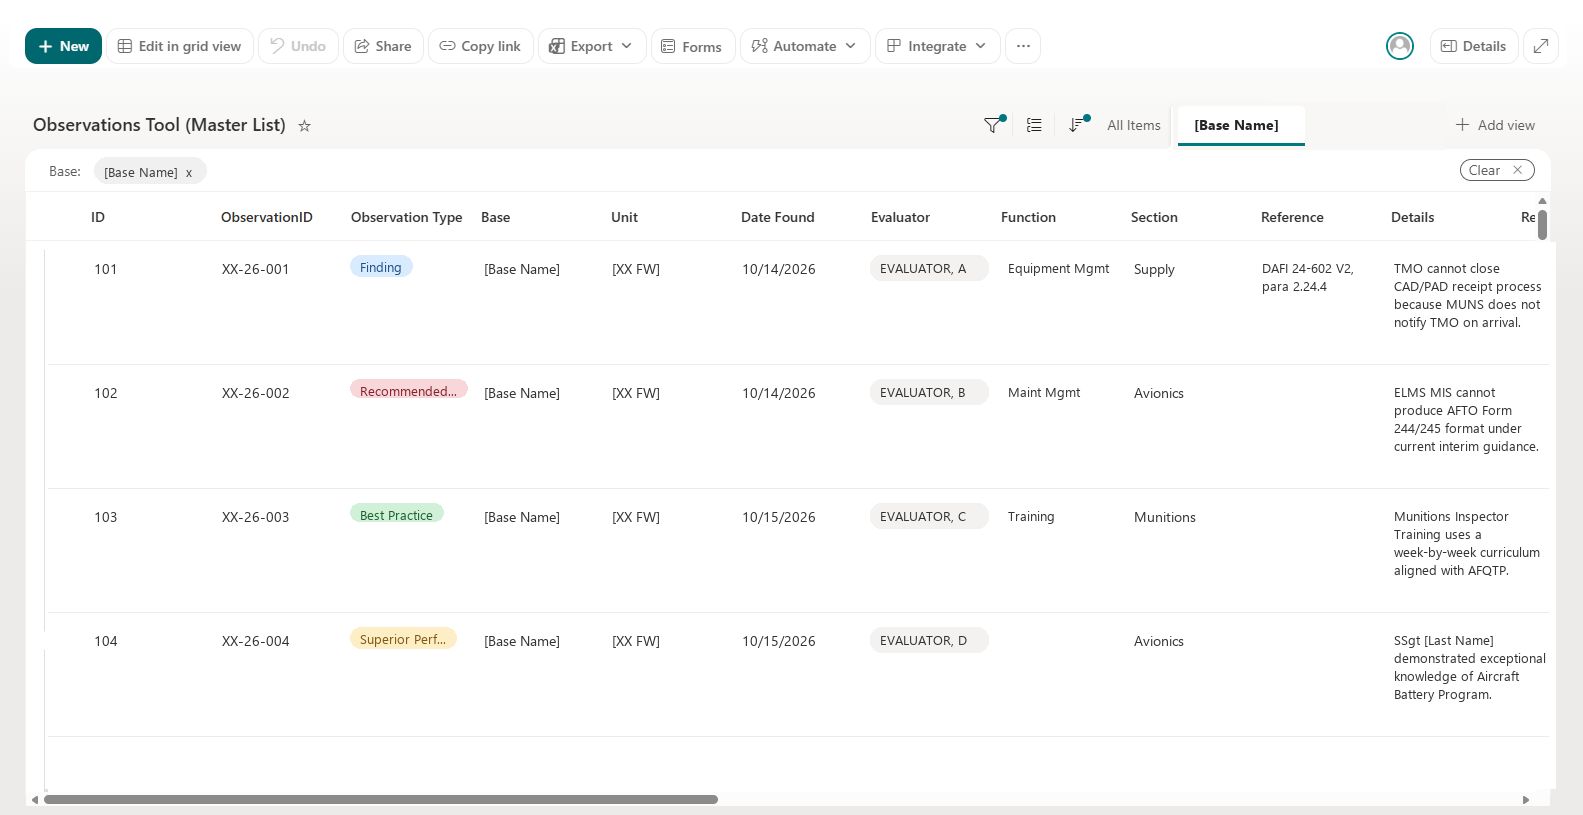 New Edit in grid view Undo Share Copy link Export Forms Automate Integrate ... Details
Observations Tool (Master List) All Items [Base Name] Add view
Base: [Base Name] x Clear
ID ObservationID Observation Type Base Unit Date Found Evaluator Function Section Reference Details Re
101 XX-26-001 Finding [Base Name] [XX FW] 10/14/2026 EVALUATOR, A Equipment Mgmt Supply DAFI 24-602 V2, TMO cannot close
para 2.24.4 CAD/PAD receipt process
because MUNS does not
notify TMO on arrival.
102 XX-26-002 Recommended... [Base Name] [XX FW] 10/14/2026 EVALUATOR, B Maint Mgmt Avionics ELMS MIS cannot
produce AFTO Form
244/245 format under
current interim guidance.
103 XX-26-003 Best Practice [Base Name] [XX FW] 10/15/2026 EVALUATOR, C Training Munitions Munitions Inspector
Training uses a
week-by-week curriculum
aligned with AFQTP.
104 XX-26-004 Superior Perf... [Base Name] [XX FW] 10/15/2026 EVALUATOR, D Avionics SSgt [Last Name]
demonstrated exceptional
knowledge of Aircraft
Battery Program.